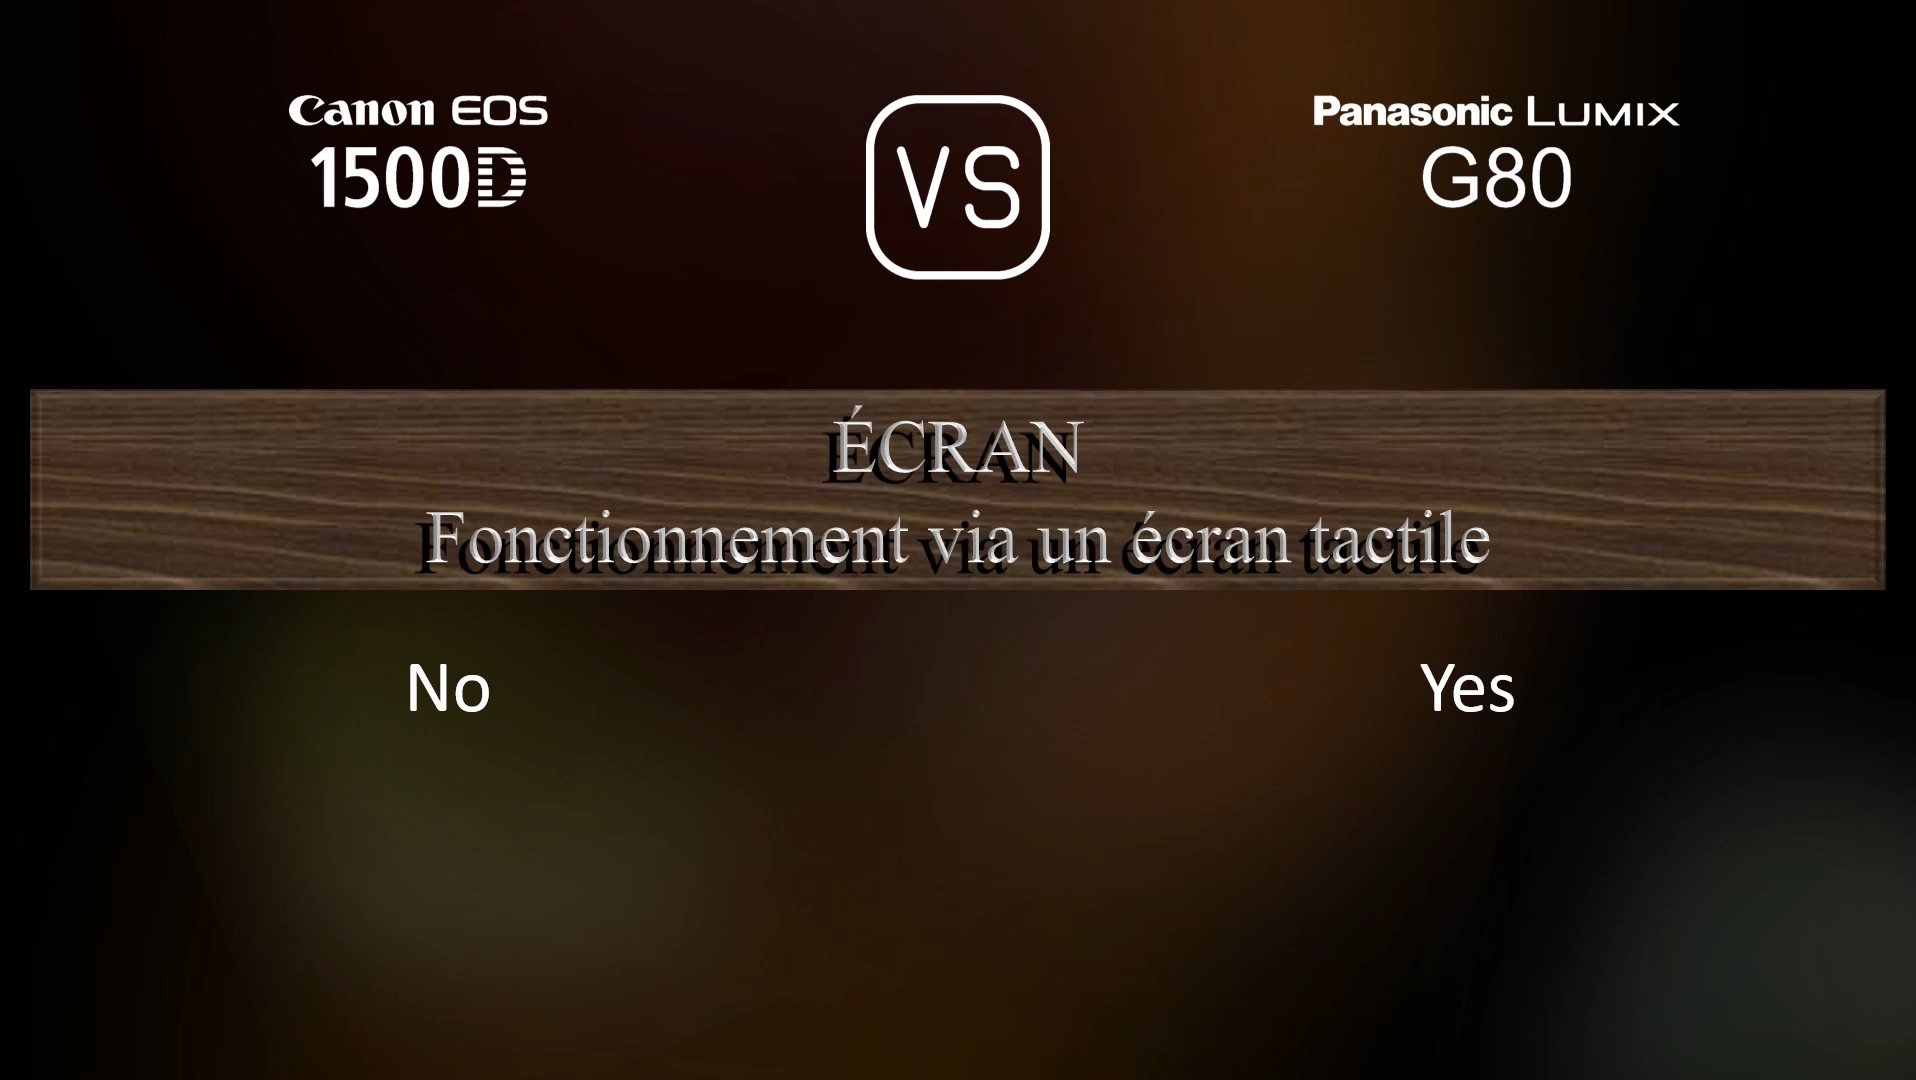 Canon EOS
1500D
VS
Panasonic LUMIX
G80
ÉCRAN
Fonctionnement via un écran tactile
No
Yes